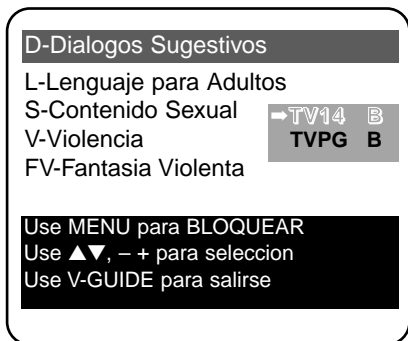 D-Dialogos Sugestivos
L-Lenguaje para Adultos
S-Contenido Sexual
➡TV14 B
V-Violencia
TVPG B
FV-Fantasia Violenta
Use MENU para BLOQUEAR
Use ▲▼, – + para seleccion
Use V-GUIDE para salirse